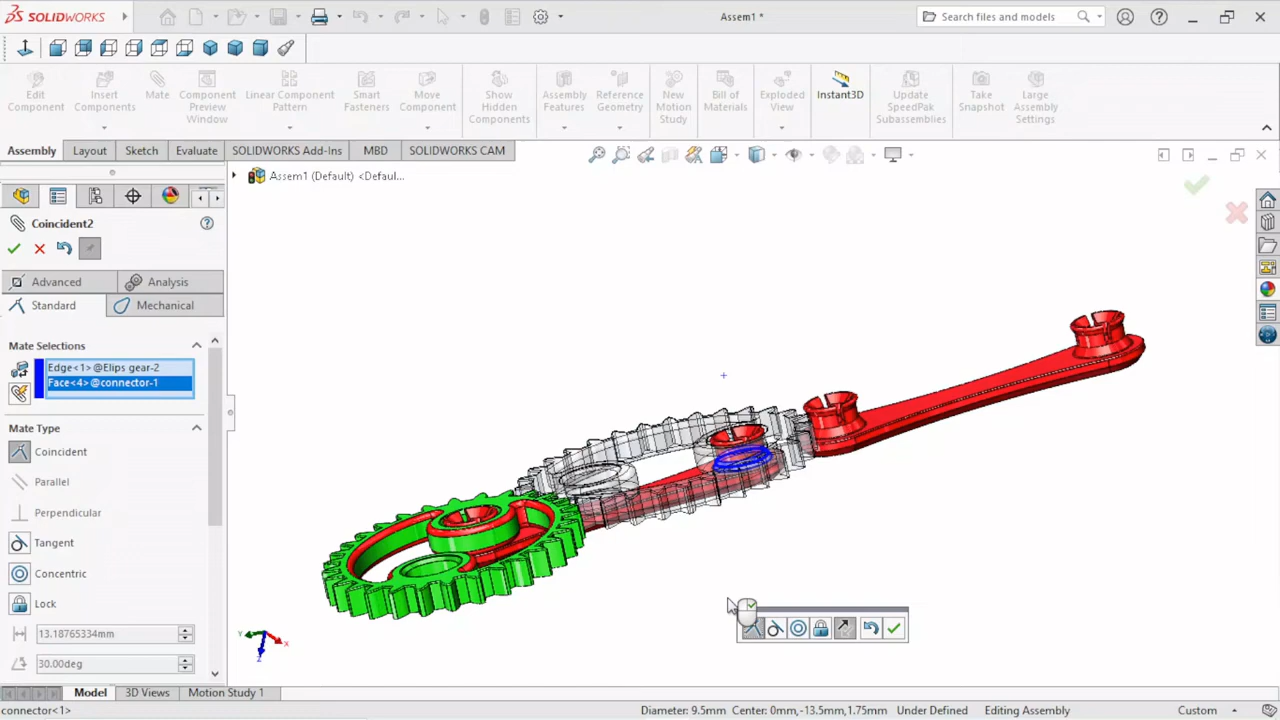 SOLIDWORKS
Assem1 *
Search files and models
Edit Component
Insert Components
Mate
Component Preview Window
Linear Component Pattern
Smart Fasteners
Move Component
Show Hidden Components
Assembly Features
Reference Geometry
New Motion Study
Bill of Materials
Exploded View
Instant3D
Update SpeedPak Subassemblies
Take Snapshot
Large Assembly Settings
Assembly
Layout
Sketch
Evaluate
SOLIDWORKS Add-Ins
MBD
SOLIDWORKS CAM
Assem1 (Default) <Defaul...
Coincident2
Advanced
Analysis
Standard
Mechanical
Mate Selections
Edge<1>@Elips gear-2
Face<4>@connector-1
Mate Type
Coincident
Parallel
Perpendicular
Tangent
Concentric
Lock
13.18765334mm
30.00deg
Y
X
Z
Model
3D Views
Motion Study 1
connector<1>
Diameter: 9.5mm Center: 0mm,-13.5mm,1.75mm
Under Defined
Editing Assembly
Custom